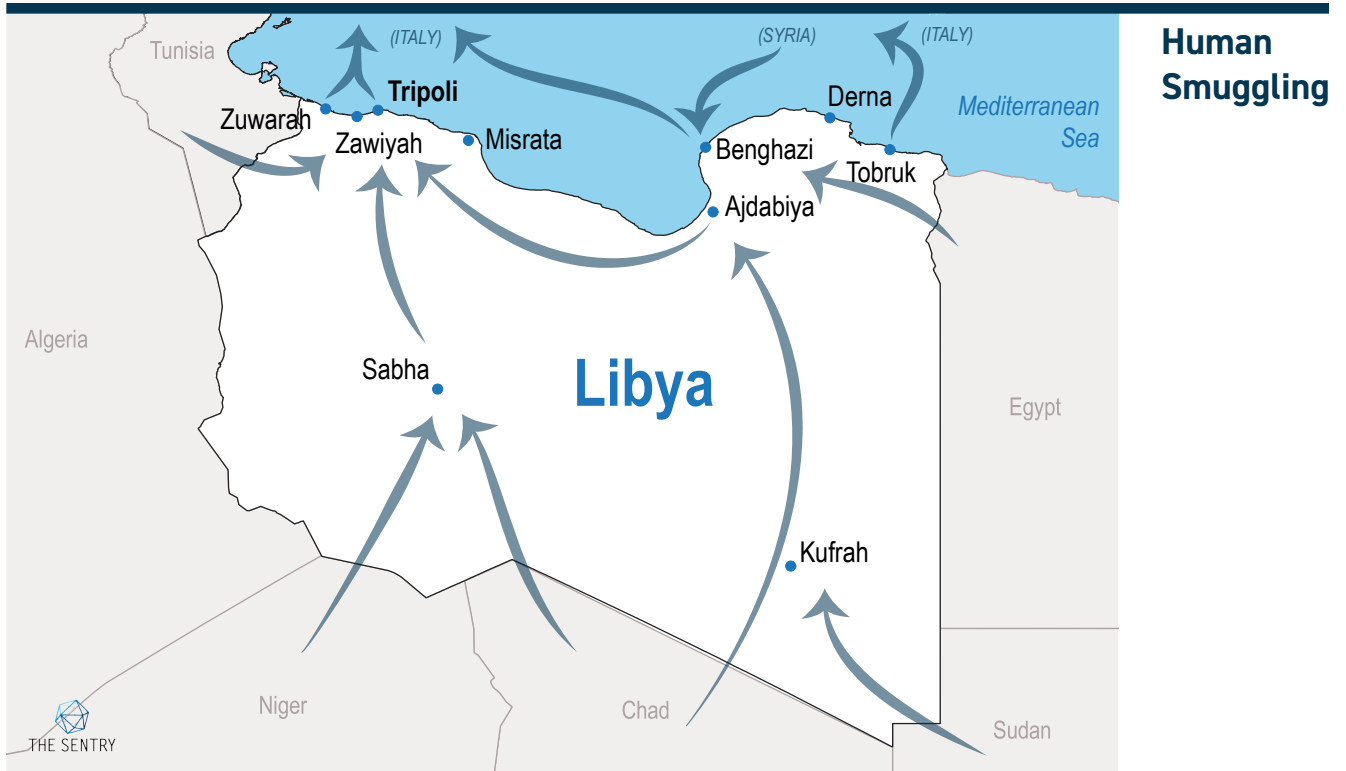 Human
Smuggling
Tunisia
(ITALY)
(SYRIA)
(ITALY)
Tripoli
Derna
Mediterranean
Sea
Zuwarah
Zawiyah
Misrata
Benghazi
Tobruk
Ajdabiya
Algeria
Sabha
Libya
Egypt
Kufrah
Niger
Chad
Sudan
THE SENTRY